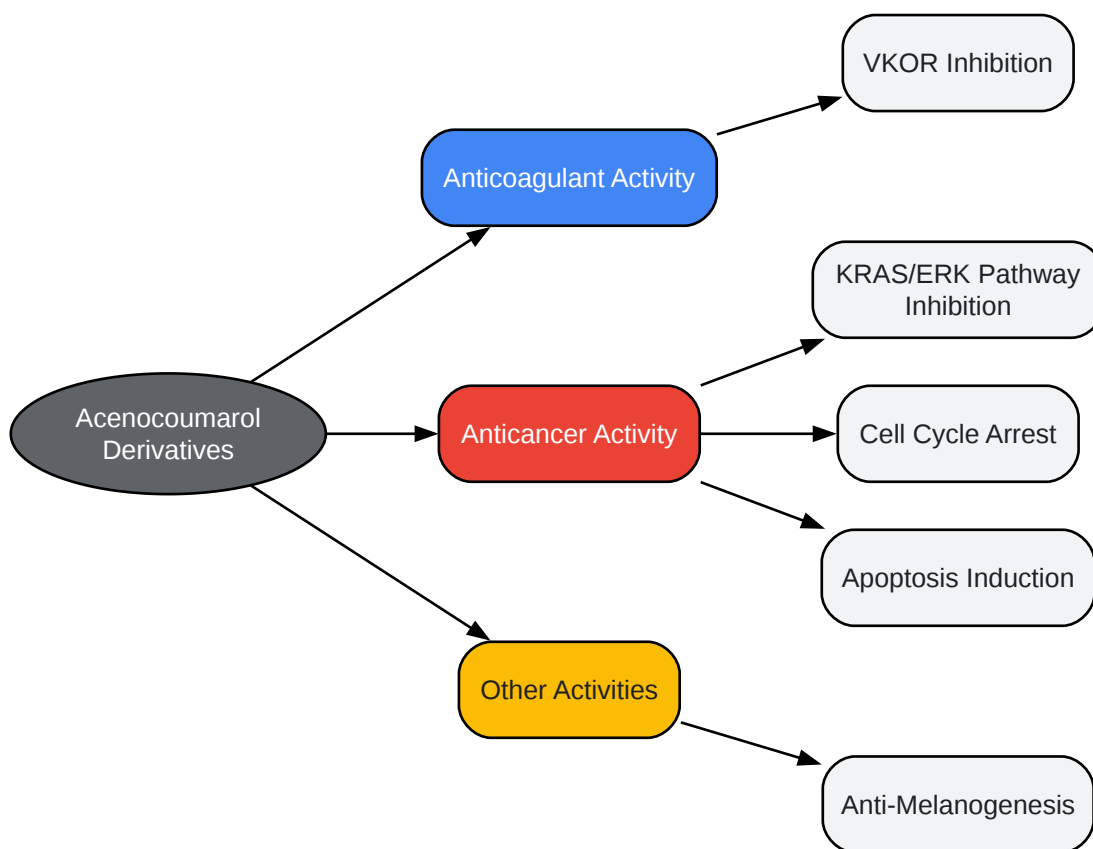 VKOR Inhibition
Anticoagulant Activity
KRAS/ERK Pathway
Inhibition
Acenocoumarol
Derivatives
Anticancer Activity
Cell Cycle Arrest
Apoptosis Induction
Other Activities
Anti-Melanogenesis